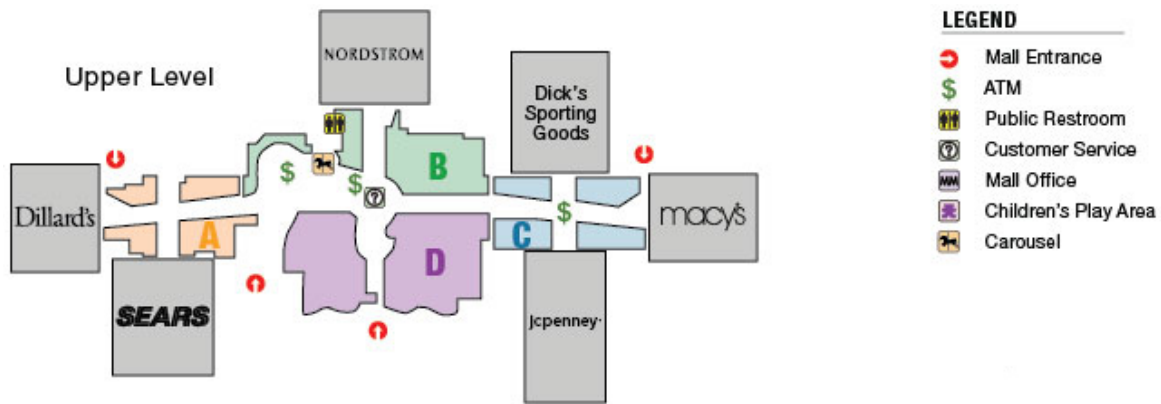 Upper Level
NORDSTROM
Dick's
Sporting
Goods
B
Dillard's
A
macy's
C
D
SEARS
jcpenney
$
$
$
?
LEGEND
Mall Entrance
$ ATM
Public Restroom
? Customer Service
MM Mall Office
Children's Play Area
Carousel